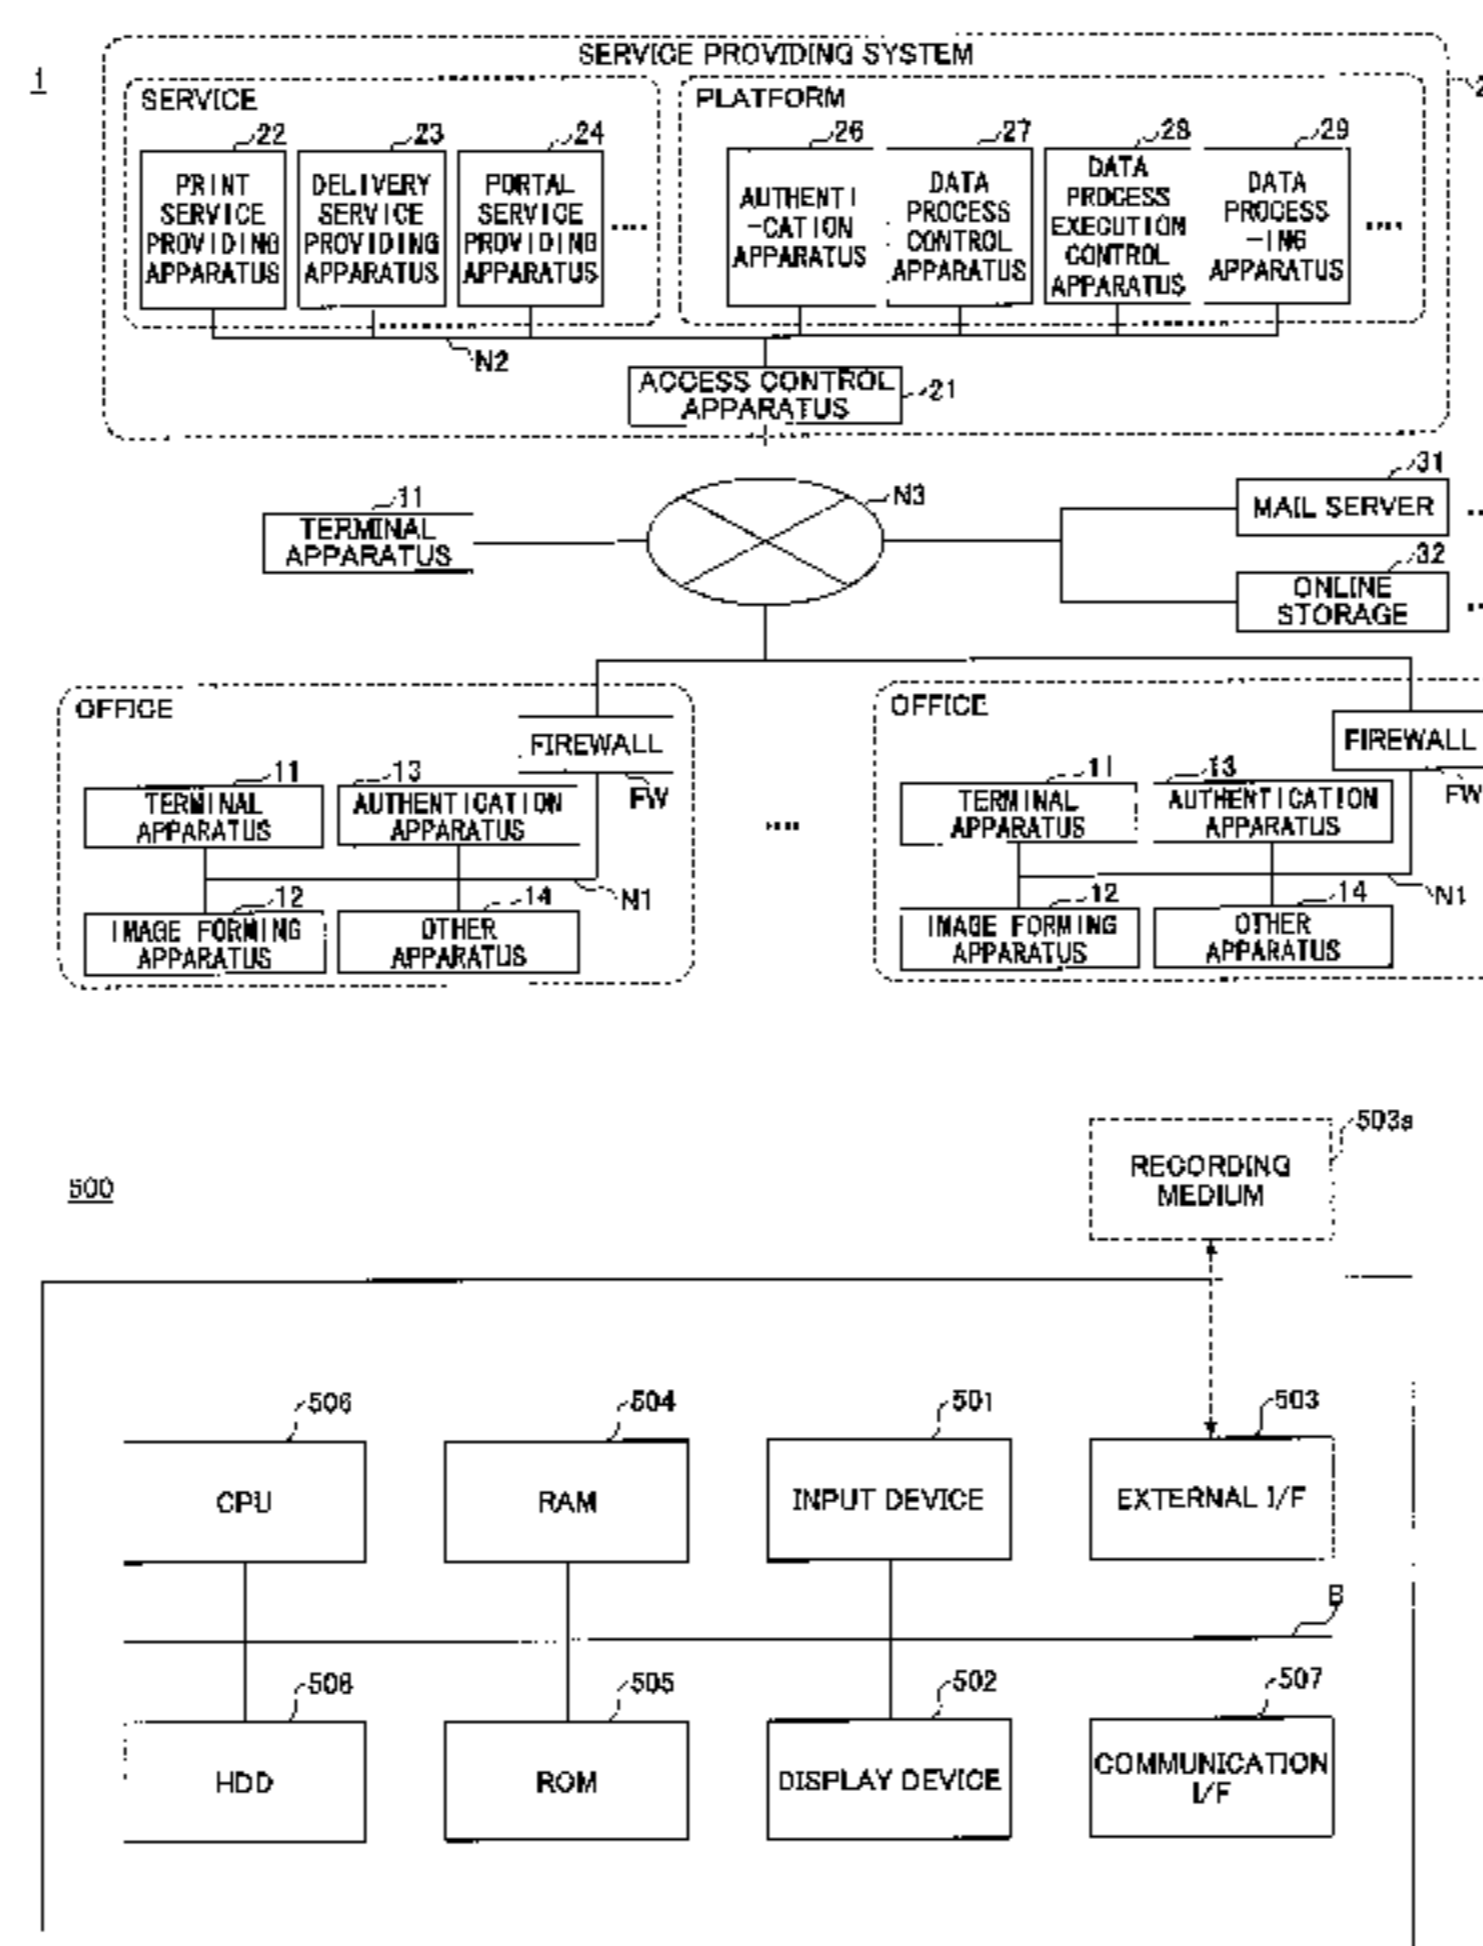 1
SERVICE PROVIDING SYSTEM
2
SERVICE
PLATFORM
22
23
24
26
27
28
29
PRINT
SERVICE
PROVIDING
APPARATUS
DELIVERY
SERVICE
PROVIDING
APPARATUS
PORTAL
SERVICE
PROVIDING
APPARATUS
....
AUTHENTI
-CATION
APPARATUS
DATA
PROCESS
CONTROL
APPARATUS
DATA
PROCESS
EXECUTION
CONTROL
APPARATUS
DATA
PROCESS
-ING
APPARATUS
....
N2
ACCESS CONTROL
APPARATUS
21
11
TERMINAL
APPARATUS
N3
31
MAIL SERVER
32
ONLINE
STORAGE
OFFICE
FIREWALL
FW
11
TERMINAL
APPARATUS
13
AUTHENTICATION
APPARATUS
N1
12
IMAGE FORMING
APPARATUS
14
OTHER
APPARATUS
....
OFFICE
FIREWALL
FW
11
TERMINAL
APPARATUS
13
AUTHENTICATION
APPARATUS
N1
12
IMAGE FORMING
APPARATUS
14
OTHER
APPARATUS
500
503a
RECORDING
MEDIUM
506
CPU
504
RAM
501
INPUT DEVICE
503
EXTERNAL I/F
B
508
HDD
505
ROM
502
DISPLAY DEVICE
507
COMMUNICATION
I/F